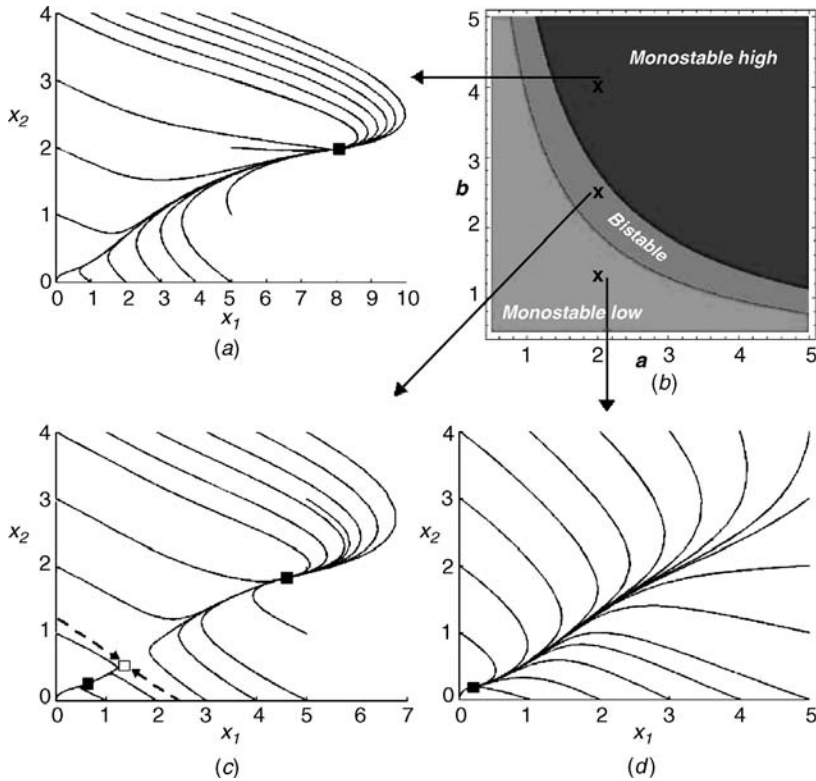 4
3
x2
2
1
0
0 1 2 3 4 5 6 7 8 9 10
x1
(a)
5
4
3
b
2
1
Monostable high
x
x
Bistable
x
Monostable low
1 2 3 4 5
a
(b)
4
3
x2
2
1
0
0 1 2 3 4 5 6 7
x1
(c)
4
3
x2
2
1
0
0 1 2 3 4 5
x1
(d)